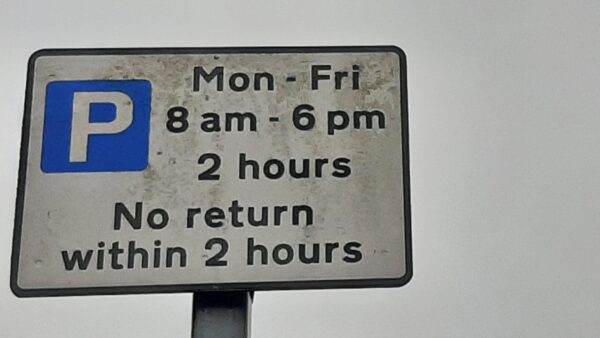 P
Mon - Fri
8 am - 6 pm
2 hours
No return
within 2 hours